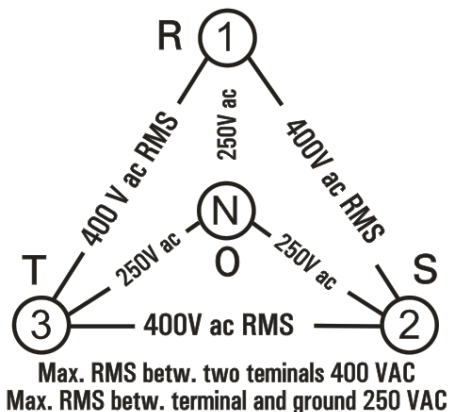 R 1
250V ac
400 V ac RMS
400V ac RMS
N
O
250V ac
250V ac
T
S
3
400V ac RMS
2
Max. RMS betw. two teminals 400 VAC
Max. RMS betw. terminal and ground 250 VAC